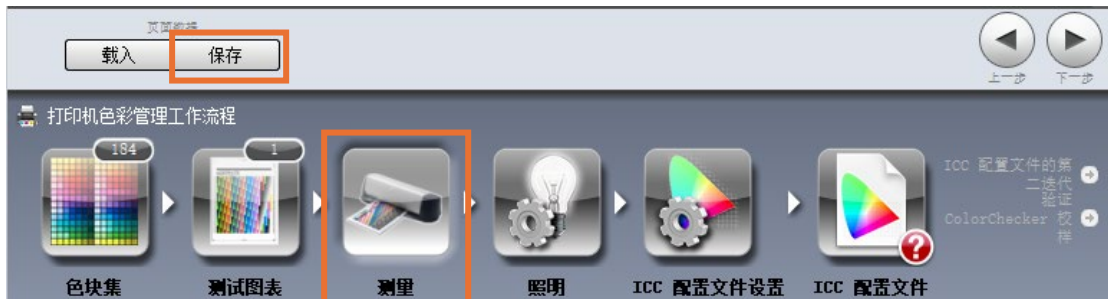 页面数据
载入
保存
上一步
下一步
打印机色彩管理工作流程
184
1
ICC 配置文件的第
二迭代
验证
ColorChecker 校
样
?
色块集
测试图表
测量
照明
ICC 配置文件设置
ICC 配置文件